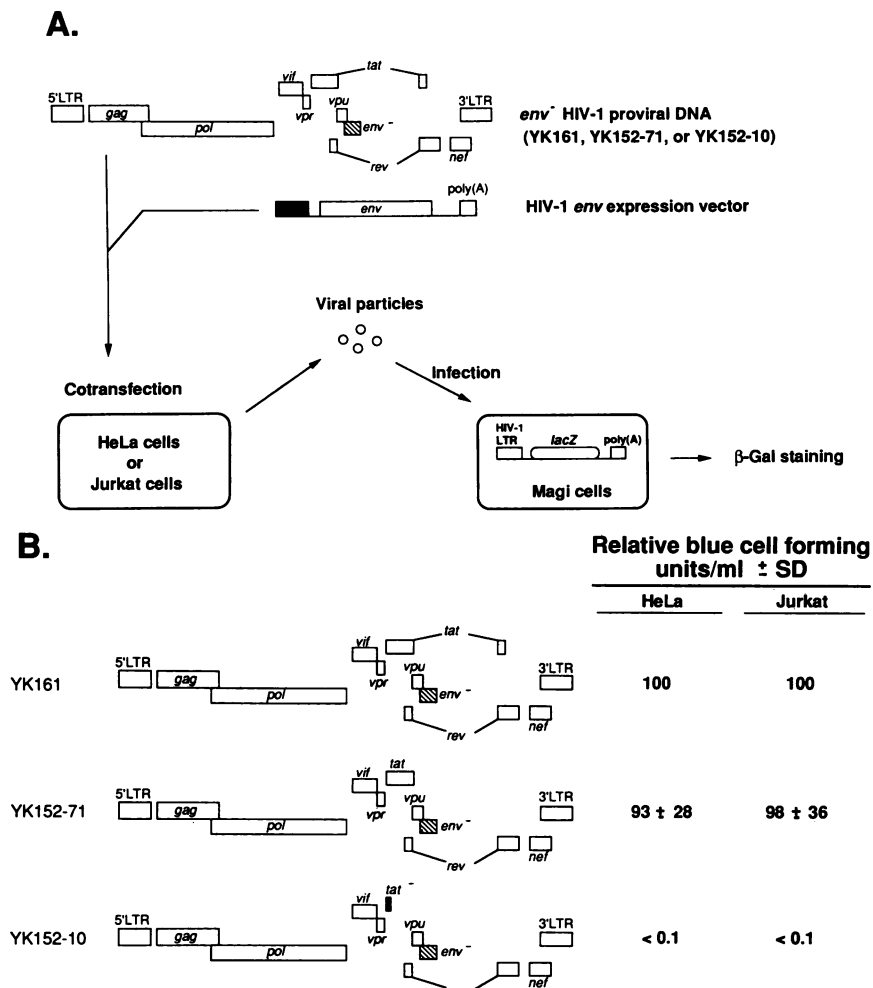 A.
5'LTR
gag
pol
vif
vpr
tat
vpu
env⁻
rev
nef
3'LTR
env⁻ HIV-1 proviral DNA
(YK161, YK152-71, or YK152-10)
env
poly(A)
HIV-1 env expression vector
Viral particles
Infection
Cotransfection
HeLa cells
or
Jurkat cells
HIV-1
LTR
lacZ
poly(A)
Magi cells
β-Gal staining
B.
Relative blue cell forming
units/ml ± SD
HeLa
Jurkat
YK161
5'LTR
gag
pol
vif
vpr
tat
vpu
env⁻
rev
nef
3'LTR
100
100
YK152-71
5'LTR
gag
pol
vif
vpr
tat
vpu
env⁻
rev
nef
3'LTR
93 ± 28
98 ± 36
YK152-10
5'LTR
gag
pol
vif
vpr
tat⁻
vpu
env⁻
nef
3'LTR
< 0.1
< 0.1